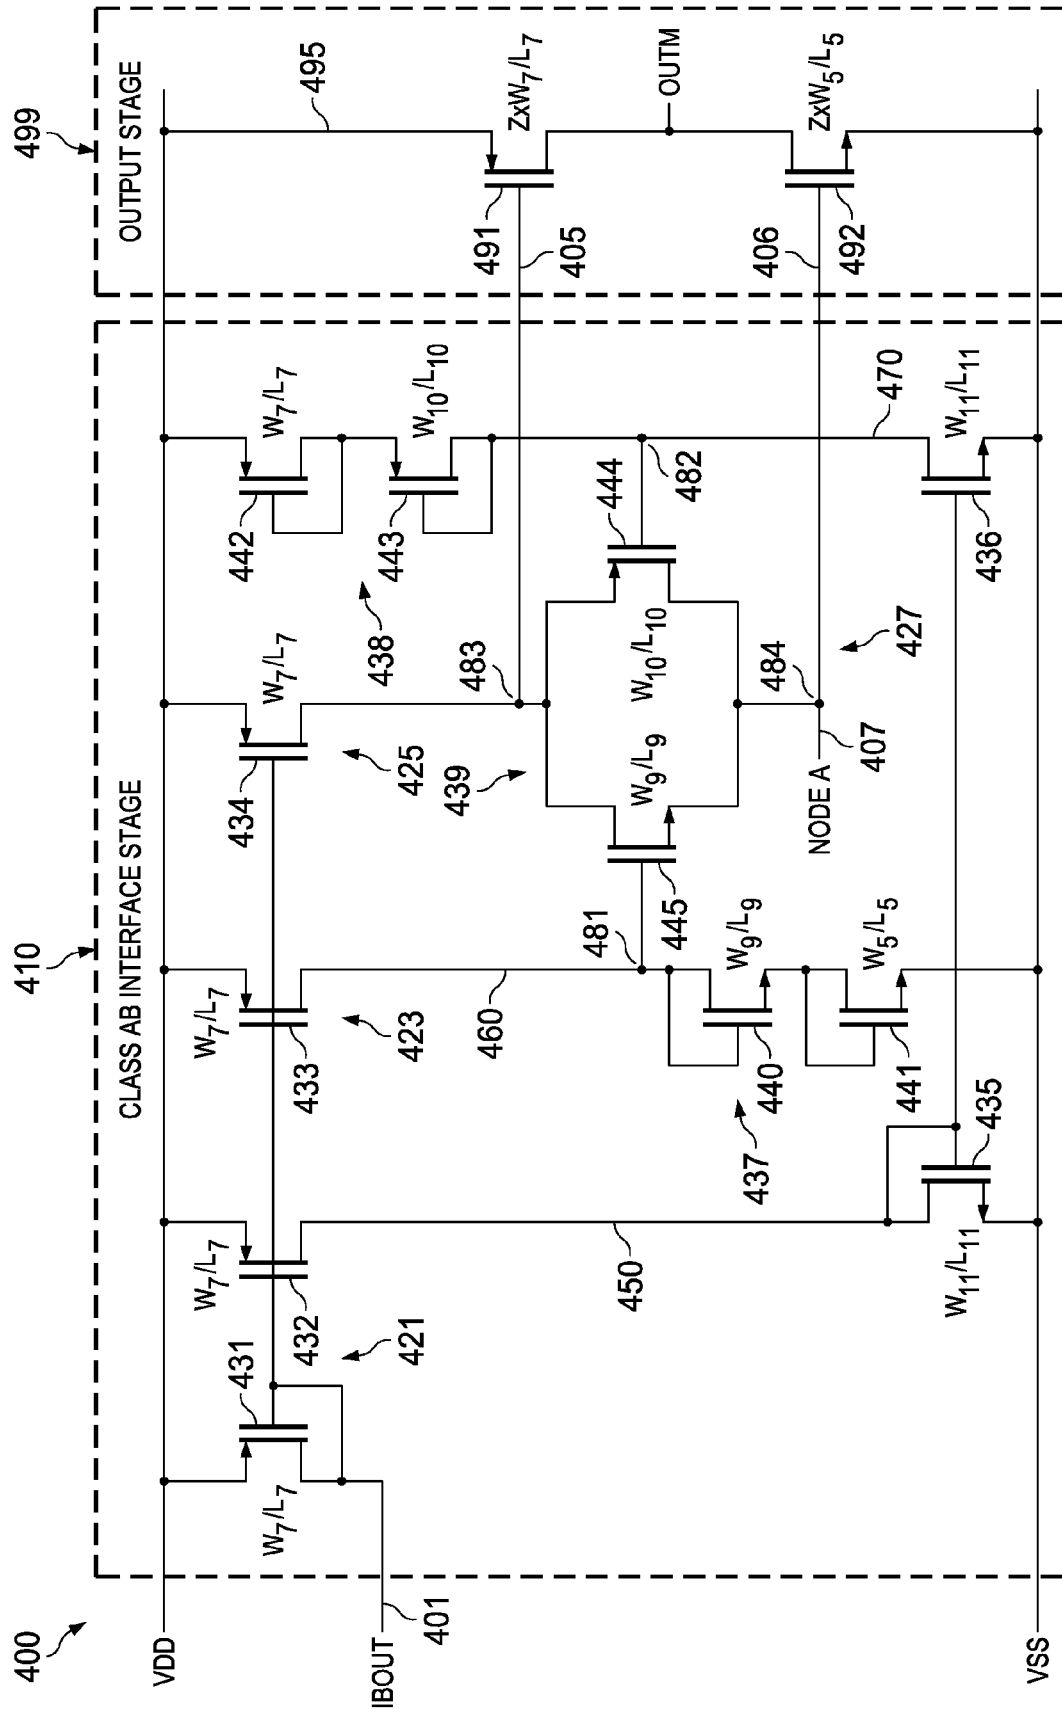 400
410
499
CLASS AB INTERFACE STAGE
OUTPUT STAGE
VDD
W7/L7
431
W7/L7
432
421
W7/L7
433
423
434
W7/L7
425
442
W7/L7
438
443
W10/L10
495
IBOUT
401
450
460
481
445
W9/L9
439
483
W10/L10
444
482
491
ZxW7/L7
405
OUTM
437
440
W9/L9
441
W5/L5
NODE A
407
484
427
406
492
ZxW5/L5
470
W11/L11
435
436
W11/L11
VSS